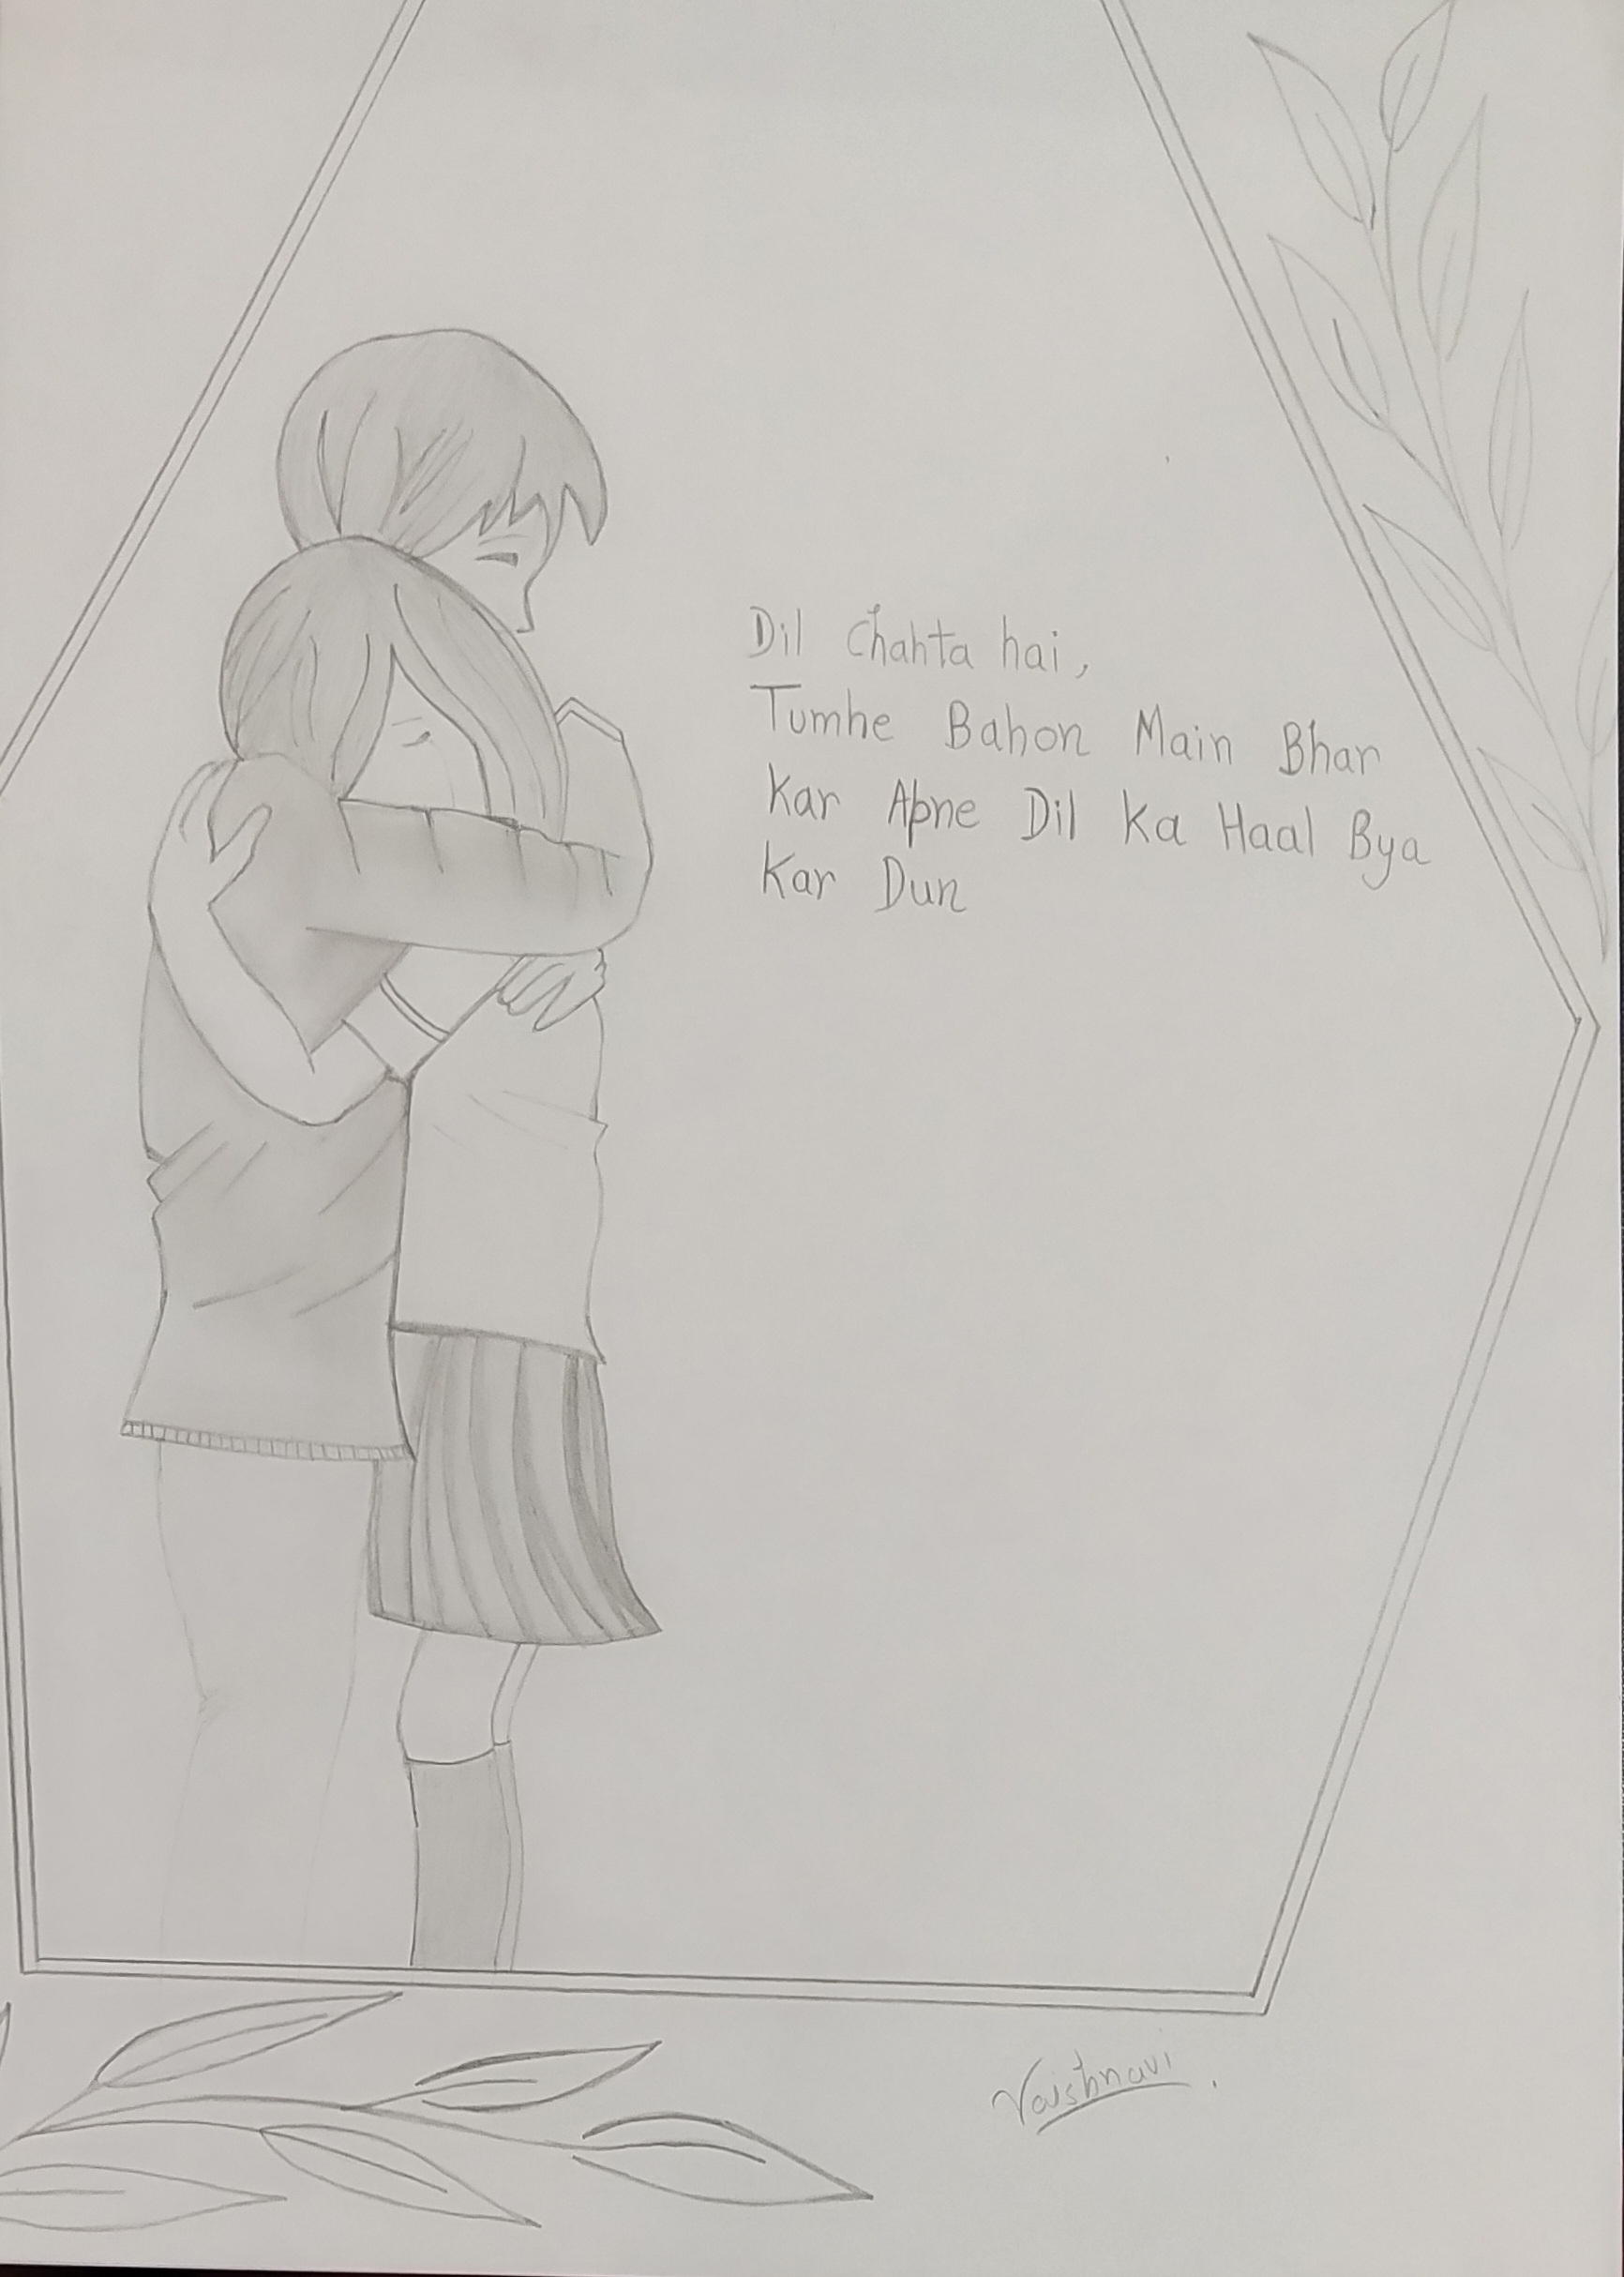 Dil Chahta hai,
Tumhe Bahon Main Bhar
Kar Apne Dil Ka Haal Bya
Kar Dun
Vaishnavi.